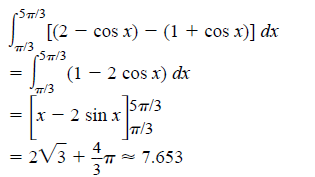 ∫_{π/3}^{5π/3} [(2 − cos x) − (1 + cos x)] dx
= ∫_{π/3}^{5π/3} (1 − 2 cos x) dx
= [x − 2 sin x]_{π/3}^{5π/3}
= 2√3 + 4/3 π ≈ 7.653